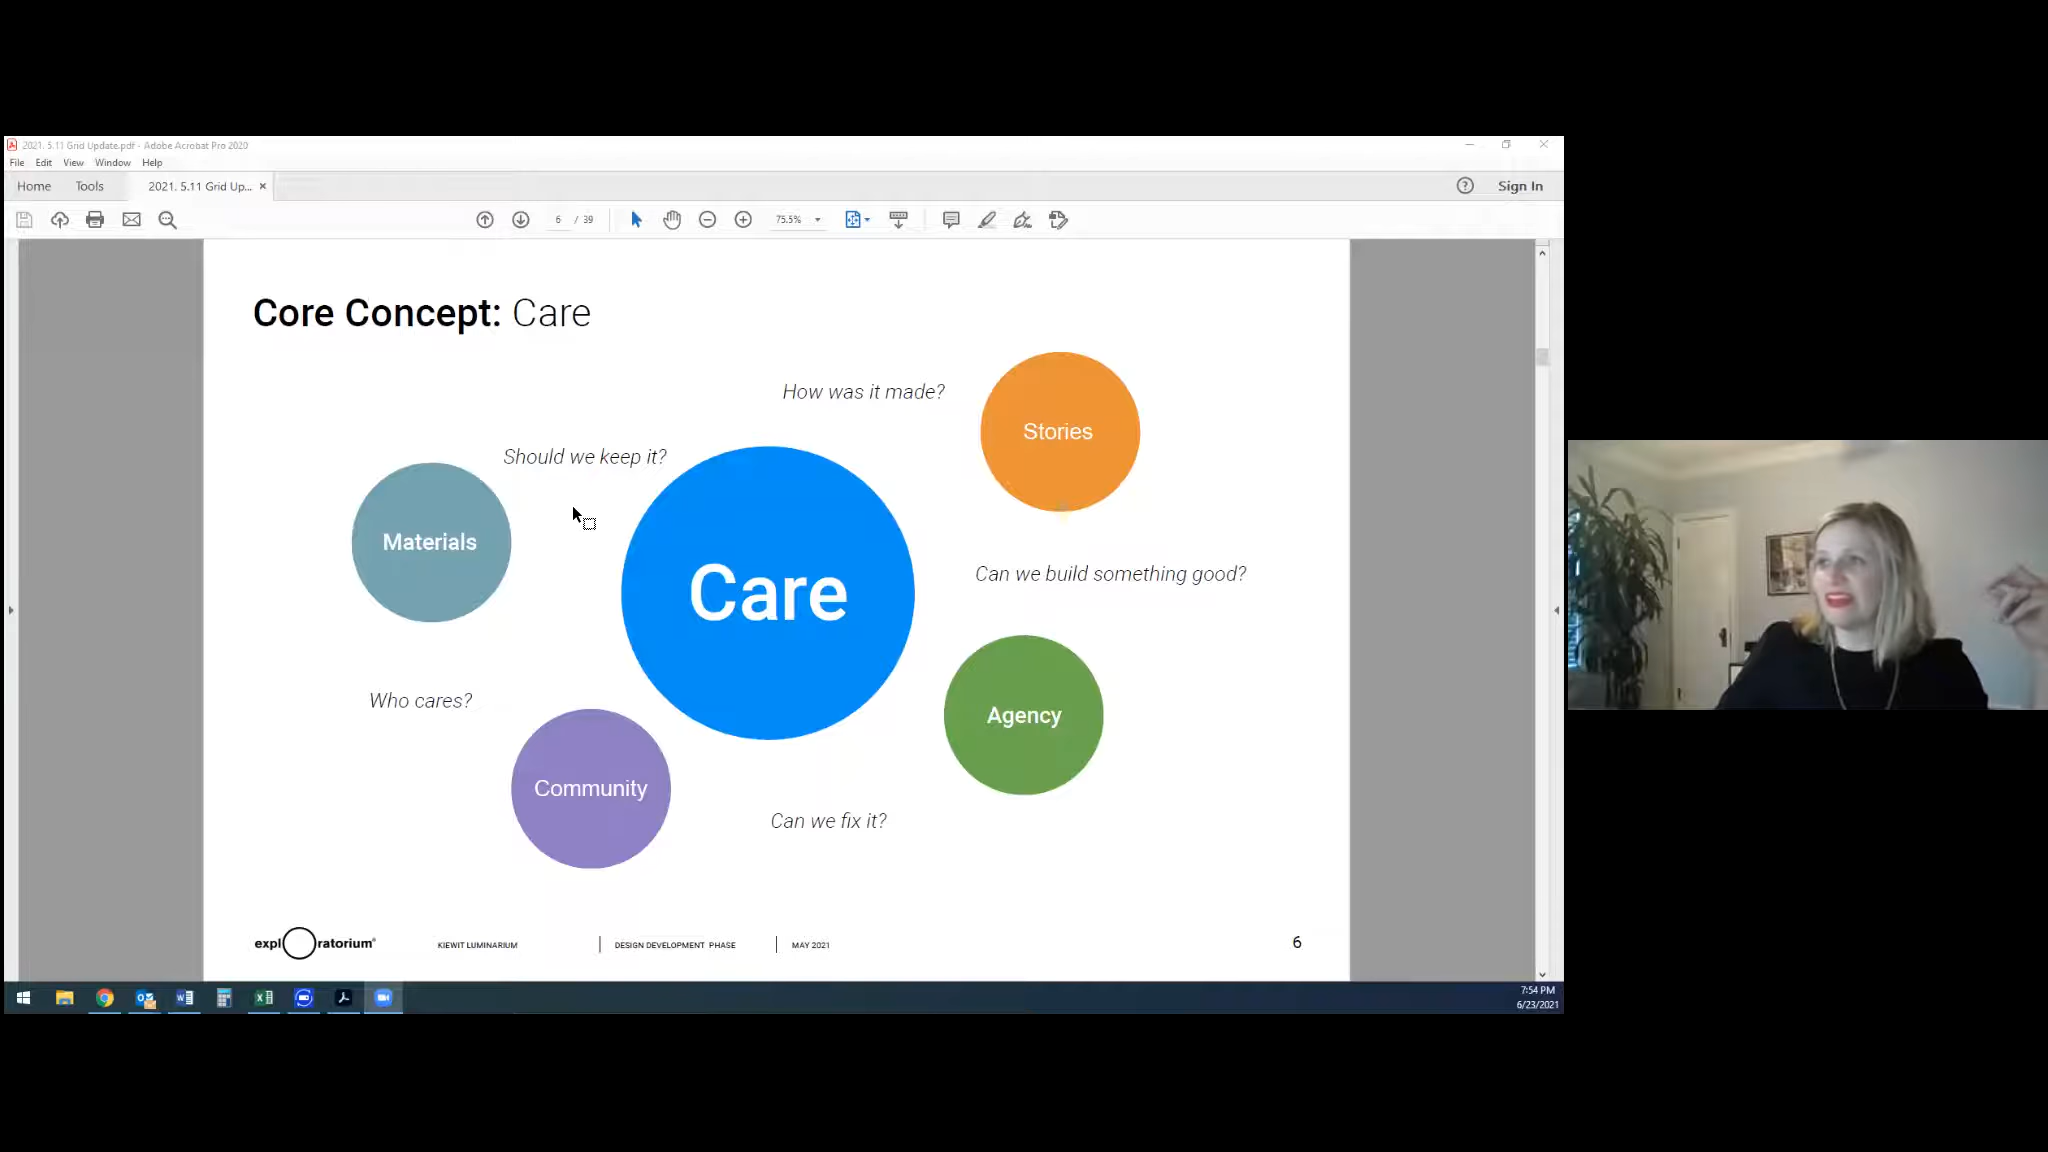 2021. 5.11 Grid Update.pdf - Adobe Acrobat Pro 2020
File Edit View Window Help
Home Tools 2021. 5.11 Grid Up... × Sign In
6 / 39 75.5%
Core Concept: Care
How was it made?
Stories
Should we keep it?
Materials
Can we build something good?
Care
Who cares?
Agency
Community
Can we fix it?
expl ratorium® KIEWIT LUMINARIUM | DESIGN DEVELOPMENT PHASE | MAY 2021 6
7:54 PM
6/23/2021